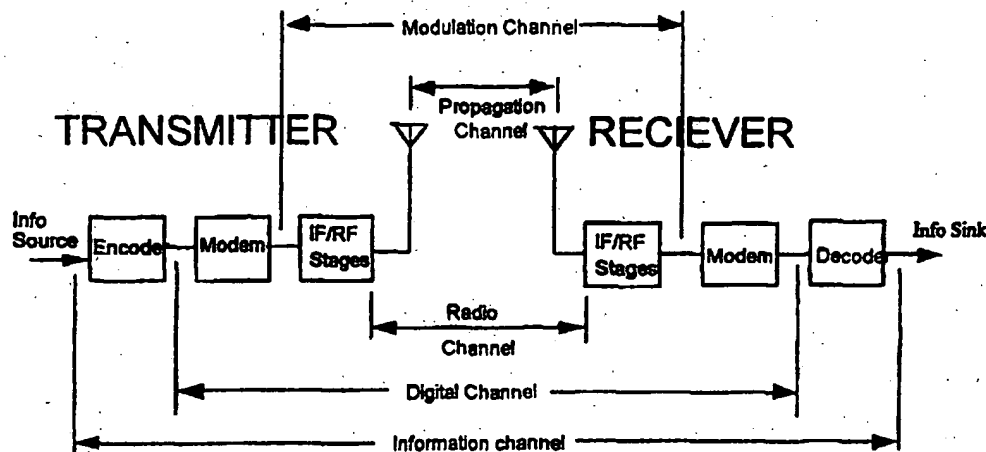 Modulation Channel
Propagation
Channel
TRANSMITTER
RECIEVER
Info
Source
Encode
Modem
IF/RF
Stages
IF/RF
Stages
Modem
Decode
Info Sink
Radio
Channel
Digital Channel
Information channel